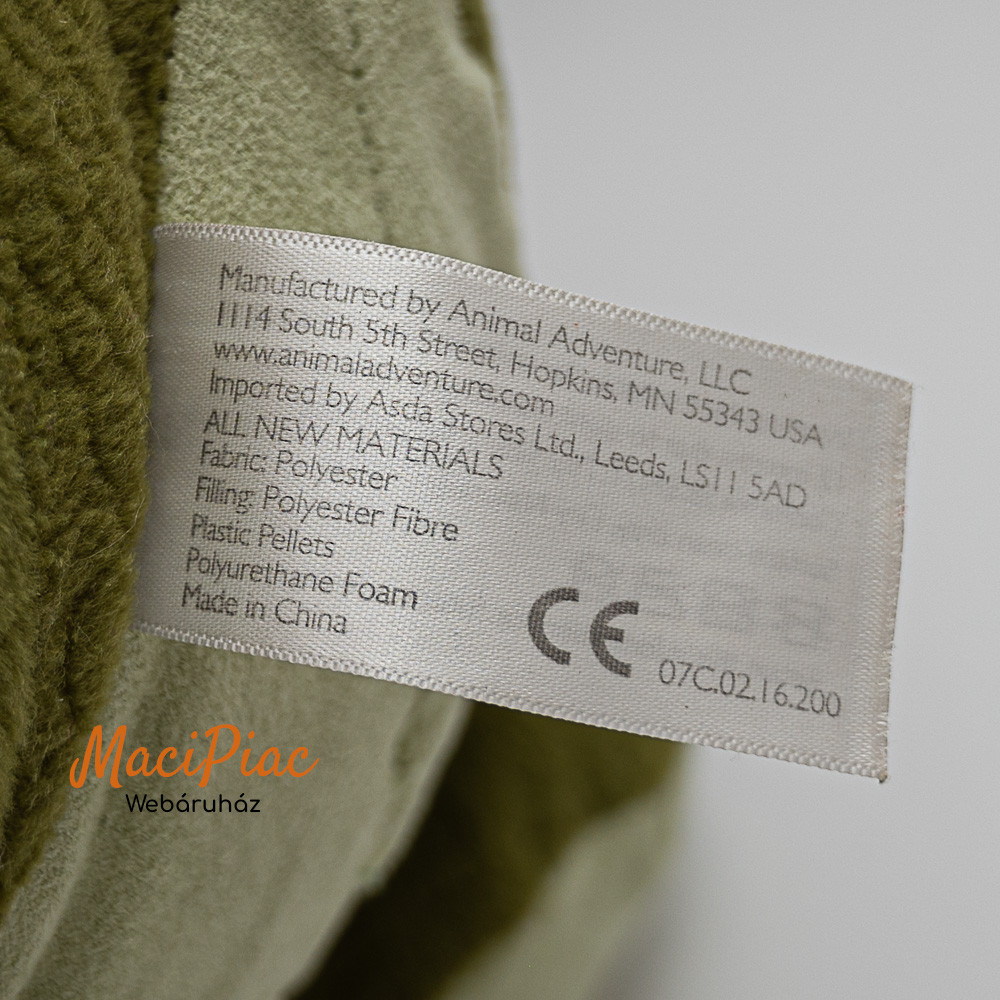 Manufactured by Animal Adventure, LLC
1114 South 5th Street, Hopkins, MN 55343 USA
www.animaladventure.com
Imported by Asda Stores Ltd., Leeds, LS11 5AD
ALL NEW MATERIALS
Fabric: Polyester
Filling: Polyester Fibre
Plastic Pellets
Polyurethane Foam
Made in China
CE 07C.02.16.200
MaciPiac
Webáruház